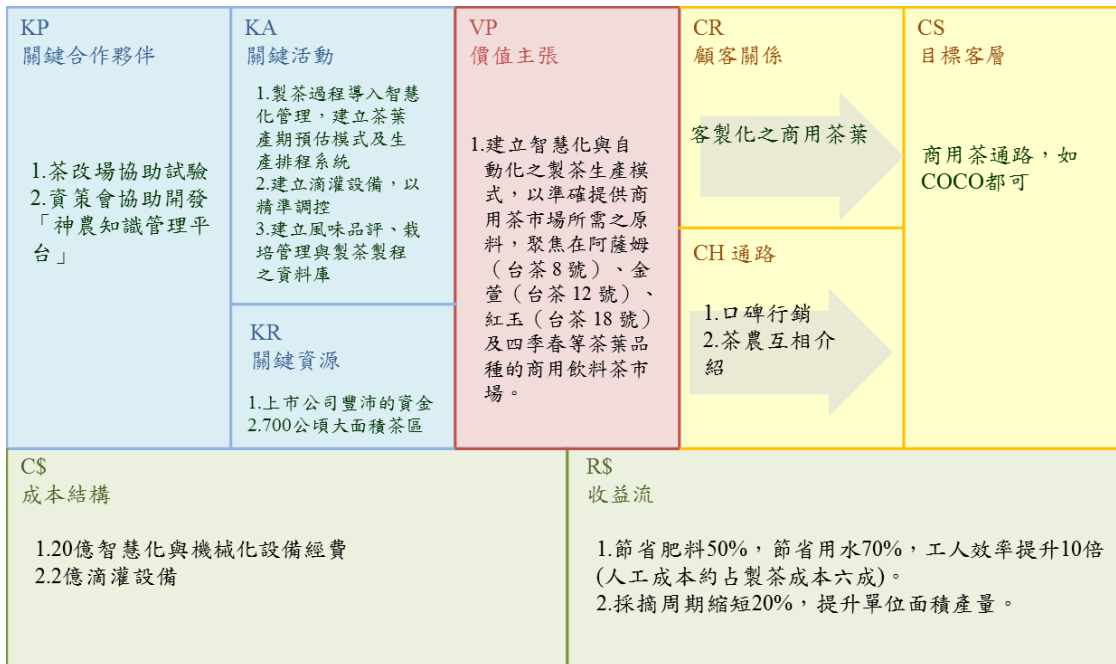 KP
關鍵合作夥伴
1.茶改場協助試驗
2.資策會協助開發
「神農知識管理平
台」
KA
關鍵活動
1.製茶過程導入智慧
化管理，建立茶葉
產期預估模式及生
產排程系統
2.建立滴灌設備，以
精準調控
3.建立風味品評、栽
培管理與製茶製程
之資料庫
KR
關鍵資源
1.上市公司豐沛的資金
2.700公頃大面積茶區
VP
價值主張
1.建立智慧化與自
動化之製茶生產模
式，以準確提供商
用茶市場所需之原
料，聚焦在阿薩姆
（台茶 8 號）、金
萱（台茶 12 號）、
紅玉（台茶 18 號）
及四季春等茶葉品
種的商用飲料茶市
場。
CR
顧客關係
客製化之商用茶葉
CH 通路
1.口碑行銷
2.茶農互相介
紹
CS
目標客層
商用茶通路，如
COCO都可
C$
成本結構
1.20億智慧化與機械化設備經費
2.2億滴灌設備
R$
收益流
1.節省肥料50%，節省用水70%，工人效率提升10倍
(人工成本約占製茶成本六成)。
2.採摘周期縮短20%，提升單位面積產量。